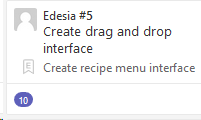 Edesia #5
Create drag and drop
interface
Create recipe menu interface
10